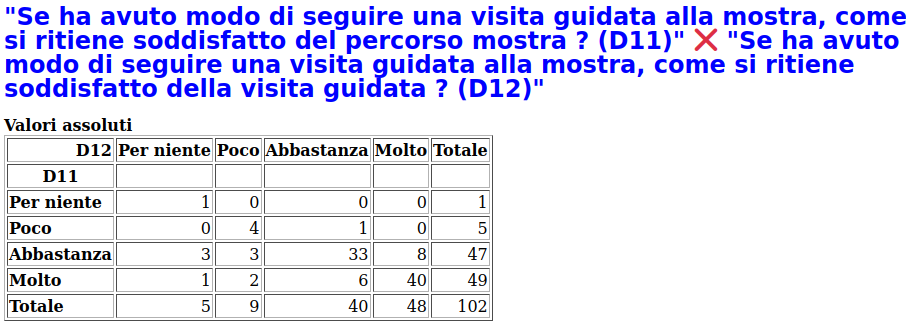 "Se ha avuto modo di seguire una visita guidata alla mostra, come
si ritiene soddisfatto del percorso mostra ? (D11)" ❌ "Se ha avuto
modo di seguire una visita guidata alla mostra, come si ritiene
soddisfatto della visita guidata ? (D12)"
Valori assoluti
D12 Per niente Poco Abbastanza Molto Totale
D11
Per niente 1 0 0 0 1
Poco 0 4 1 0 5
Abbastanza 3 3 33 8 47
Molto 1 2 6 40 49
Totale 5 9 40 48 102